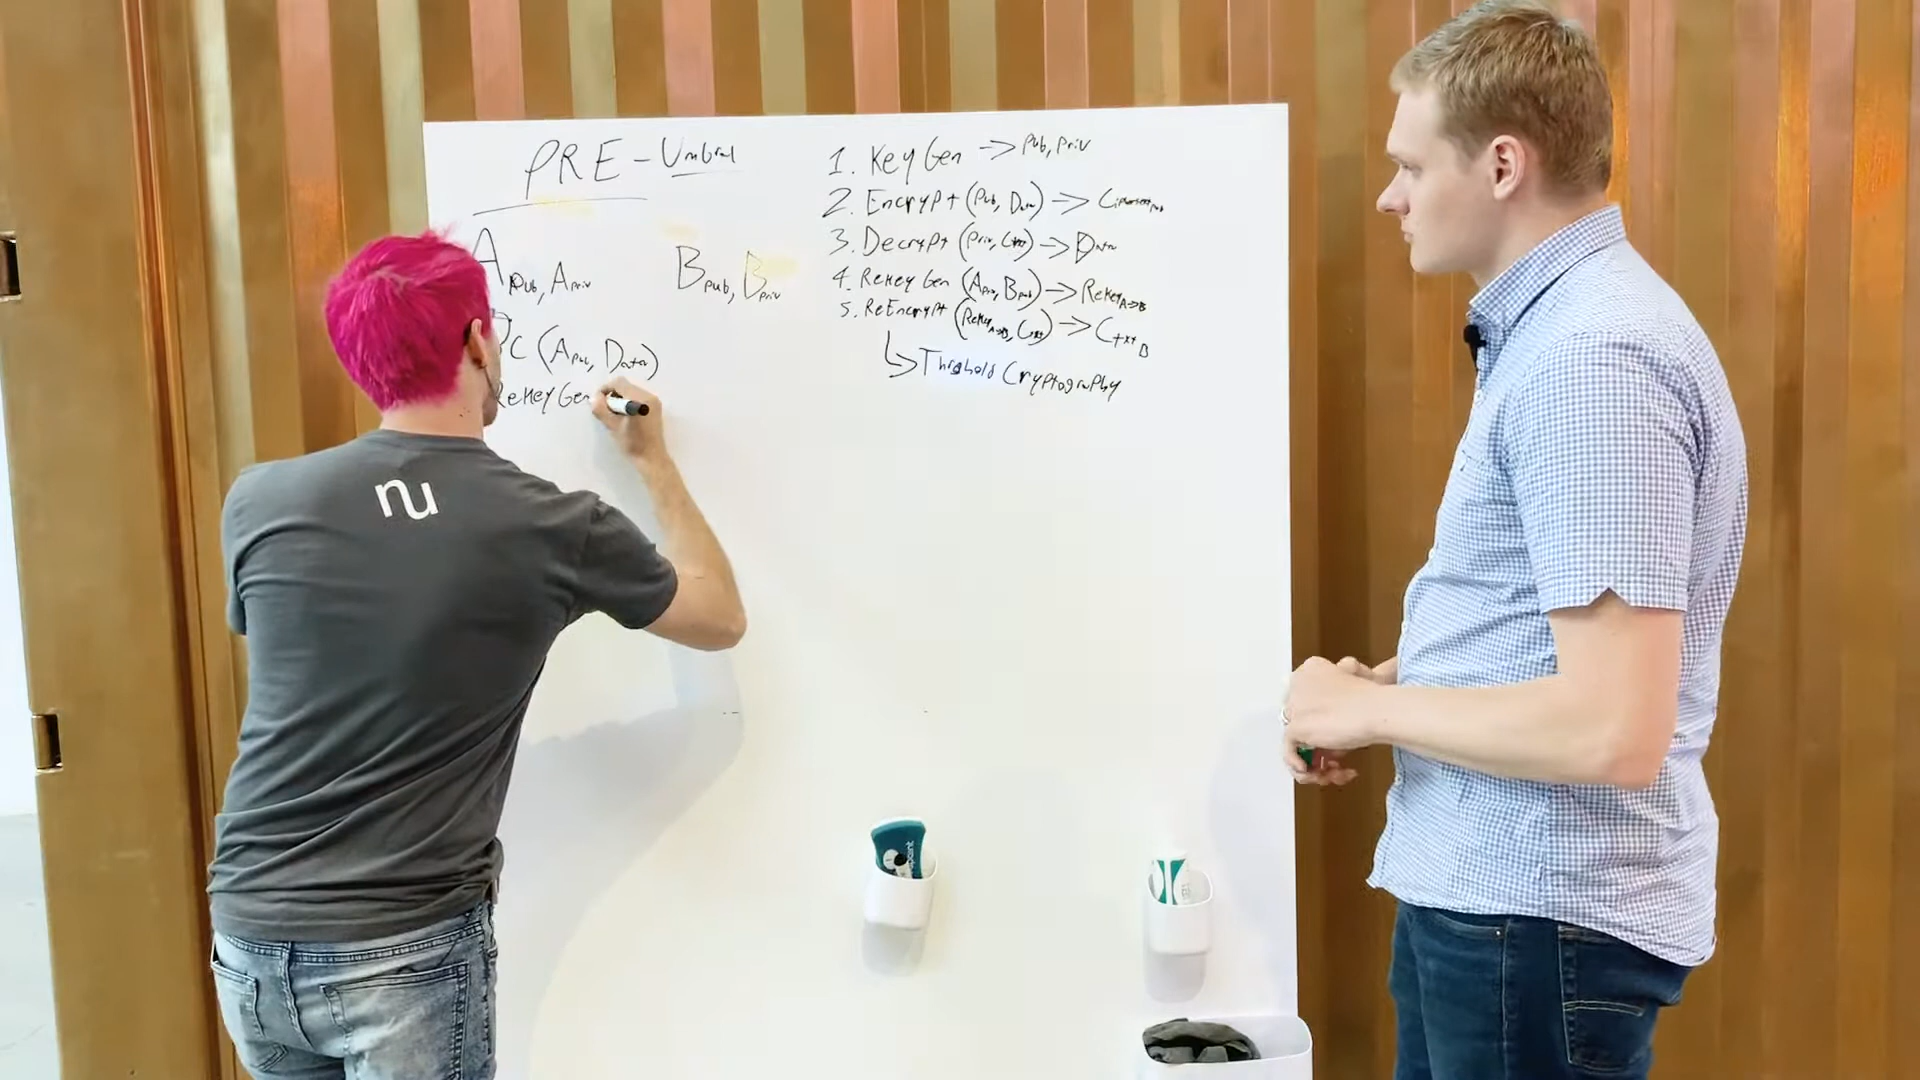 PRE - Umbral
Apub, Apriv
Bpub, Bpriv
c (Apub, Data)
ReKeyGen
1. KeyGen -> Pub, Priv
2. Encrypt (Pub, Data) -> Ciphertextpub
3. Decrypt (Priv, Ctxt) -> Data
4. ReKeyGen (Apriv, Bpub) -> ReKeyA->B
5. ReEncrypt (ReKeyA->B, Ctxt) -> CtxtB
Threshold Cryptography
nu